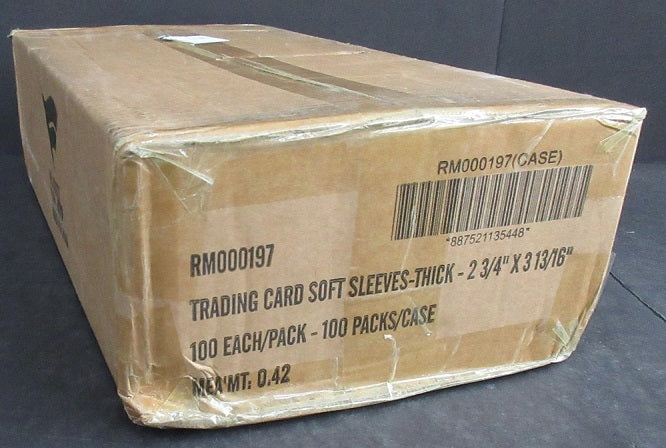 RM000197(CASE)
*887521135448*
RM000197
TRADING CARD SOFT SLEEVES-THICK - 2 3/4" X 3 13/16"
100 EACH/PACK - 100 PACKS/CASE
MEA'MT: 0.42